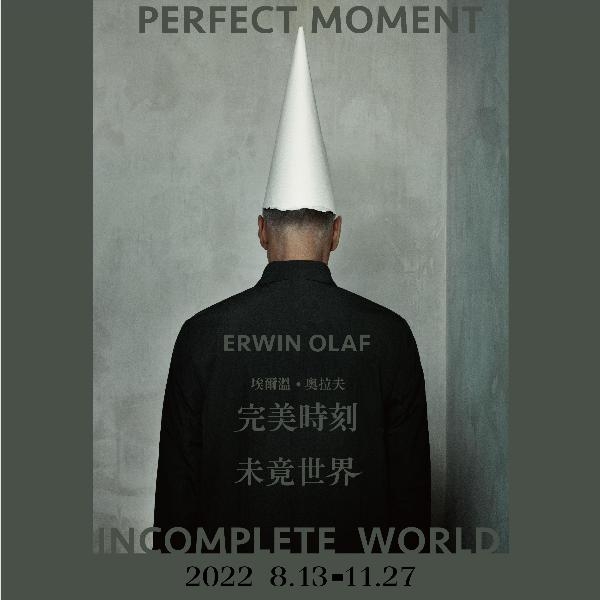 PERFECT MOMENT
ERWIN OLAF
埃爾溫•奧拉夫
完美時刻
未竟世界
INCOMPLETE WORLD
2022 8.13-11.27